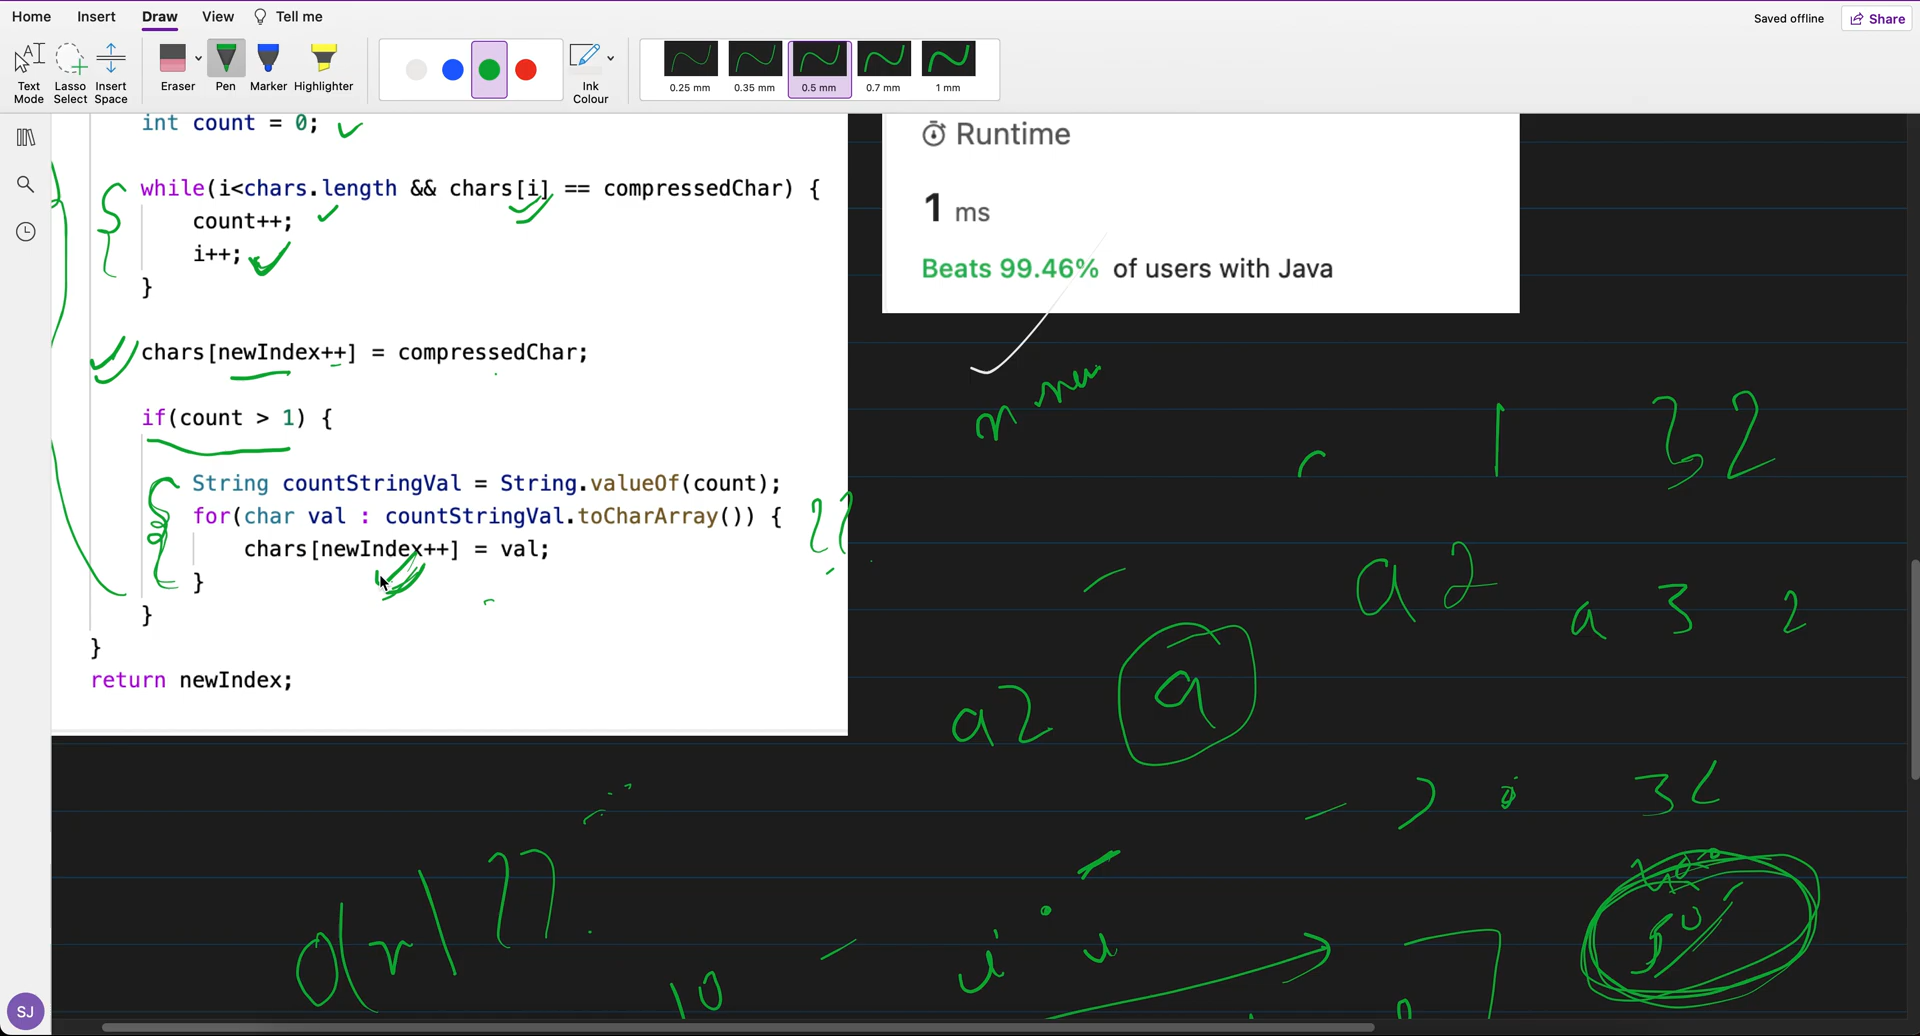 Home Insert Draw View Tell me Saved offline Share
Text Mode Lasso Select Insert Space Eraser Pen Marker Highlighter Ink Colour 0.25 mm 0.35 mm 0.5 mm 0.7 mm 1 mm
int count = 0;
while(i<chars.length && chars[i] == compressedChar) {
count++;
i++;
}
chars[newIndex++] = compressedChar;
if(count > 1) {
String countStringVal = String.valueOf(count);
for(char val : countStringVal.toCharArray()) {
chars[newIndex++] = val;
}
}
}
return newIndex;
Runtime
1 ms
Beats 99.46% of users with Java
1 32
a2 a 3 2
a2 a
10
SJ